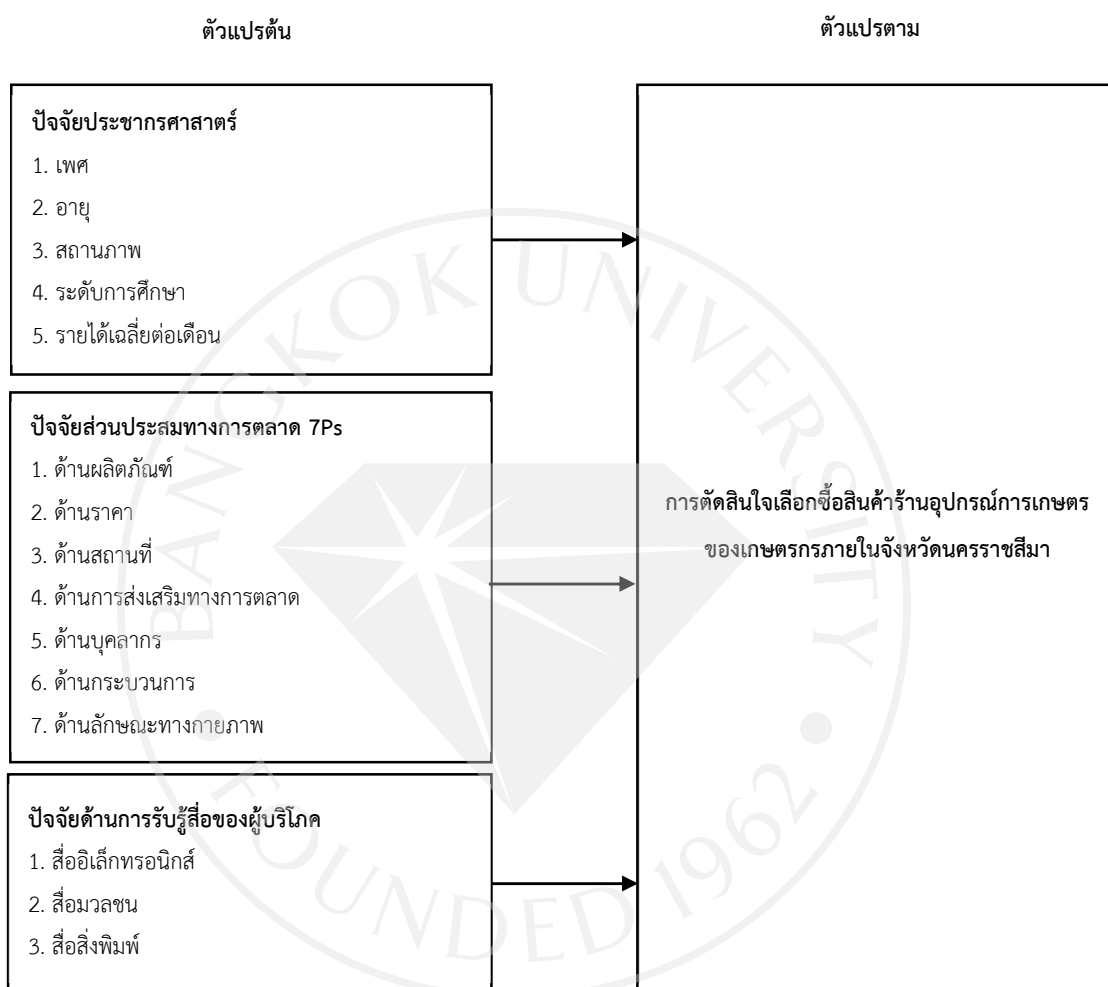 ตัวแปรต้น
ตัวแปรตาม
ปัจจัยประชากรศาสาตร์
1. เพศ
2. อายุ
3. สถานภาพ
4. ระดับการศึกษา
5. รายได้เฉลี่ยต่อเดือน
ปัจจัยส่วนประสมทางการตลาด 7Ps
1. ด้านผลิตภัณฑ์
2. ด้านราคา
3. ด้านสถานที่
4. ด้านการส่งเสริมทางการตลาด
5. ด้านบุคลากร
6. ด้านกระบวนการ
7. ด้านลักษณะทางกายภาพ
ปัจจัยด้านการรับรู้สื่อของผู้บริโภค
1. สื่ออิเล็กทรอนิกส์
2. สื่อมวลชน
3. สื่อสิ่งพิมพ์
การตัดสินใจเลือกซื้อสินค้าร้านอุปกรณ์การเกษตร
ของเกษตรกรภายในจังหวัดนครราชสีมา
BANGKOK UNIVERSITY
FOUNDED 1962